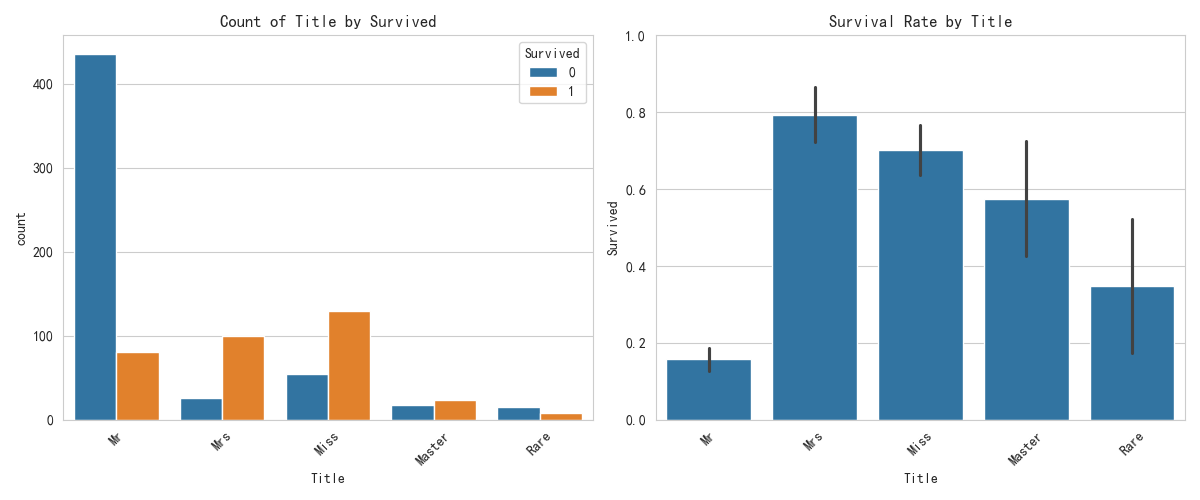 Count of Title by Survived
Survived
0
1
400
300
200
100
0
count
Mr
Mrs
Miss
Master
Rare
Title
Survival Rate by Title
1.0
0.8
0.6
0.4
0.2
0.0
Survived
Mr
Mrs
Miss
Master
Rare
Title